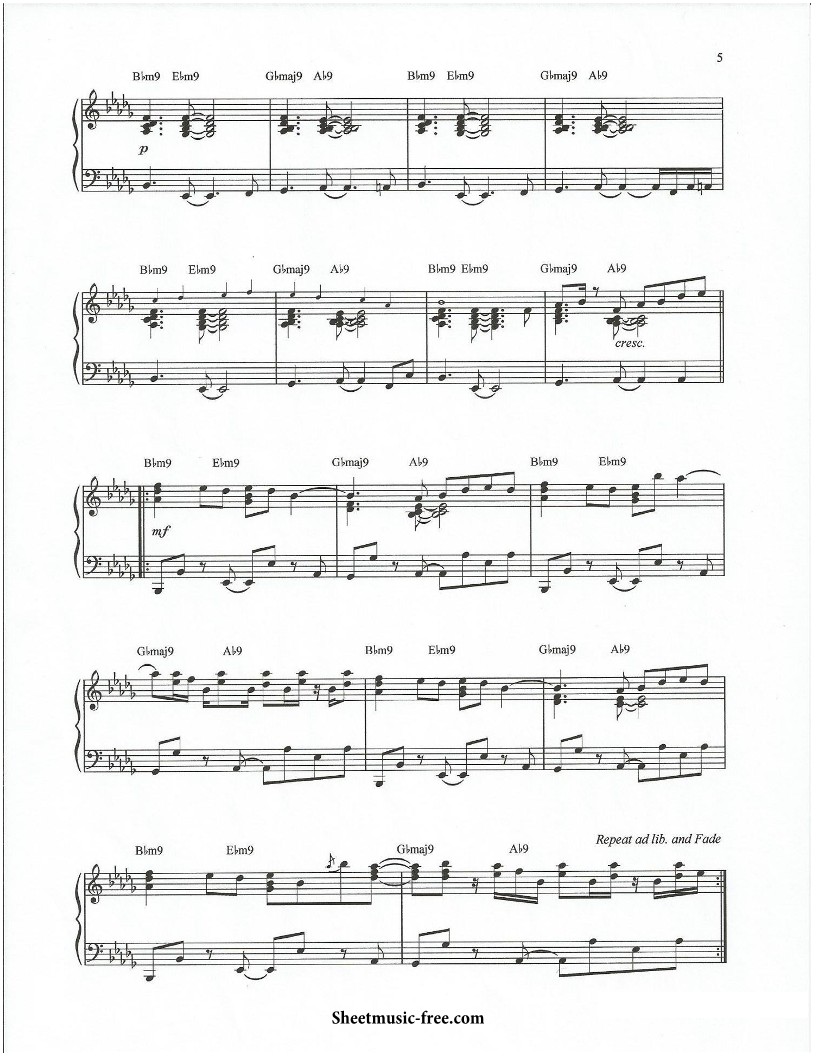 5
B♭m9 E♭m9 G♭maj9 A♭9 B♭m9 E♭m9 G♭maj9 A♭9
p
B♭m9 E♭m9 G♭maj9 A♭9 B♭m9 E♭m9 G♭maj9 A♭9
cresc.
B♭m9 E♭m9 G♭maj9 A♭9 B♭m9 E♭m9
mf
G♭maj9 A♭9 B♭m9 E♭m9 G♭maj9 A♭9
Repeat ad lib. and Fade
B♭m9 E♭m9 G♭maj9 A♭9
Sheetmusic-free.com